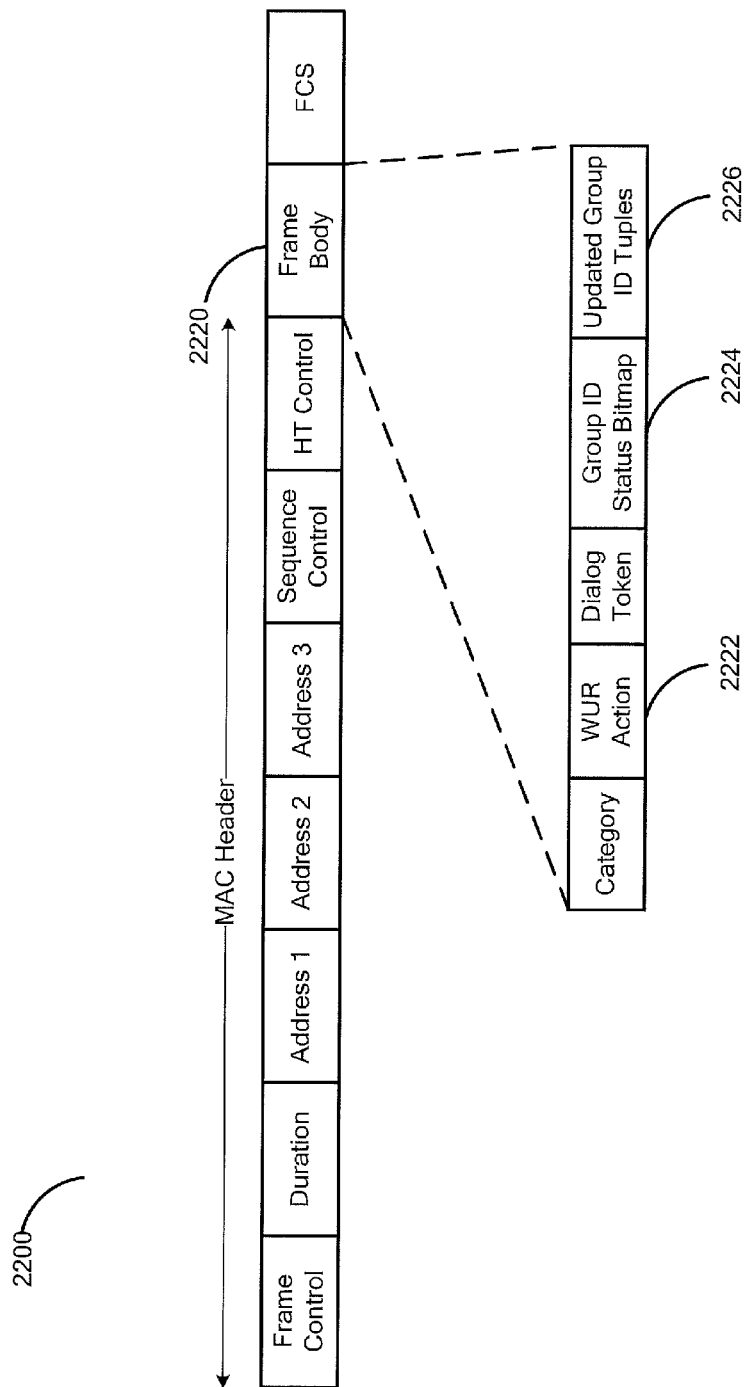 2200
MAC Header
Frame
Control
Duration
Address 1
Address 2
Address 3
Sequence
Control
HT Control
Frame
Body
FCS
2220
Category
WUR
Action
Dialog
Token
Group ID
Status Bitmap
Updated Group
ID Tuples
2222
2224
2226